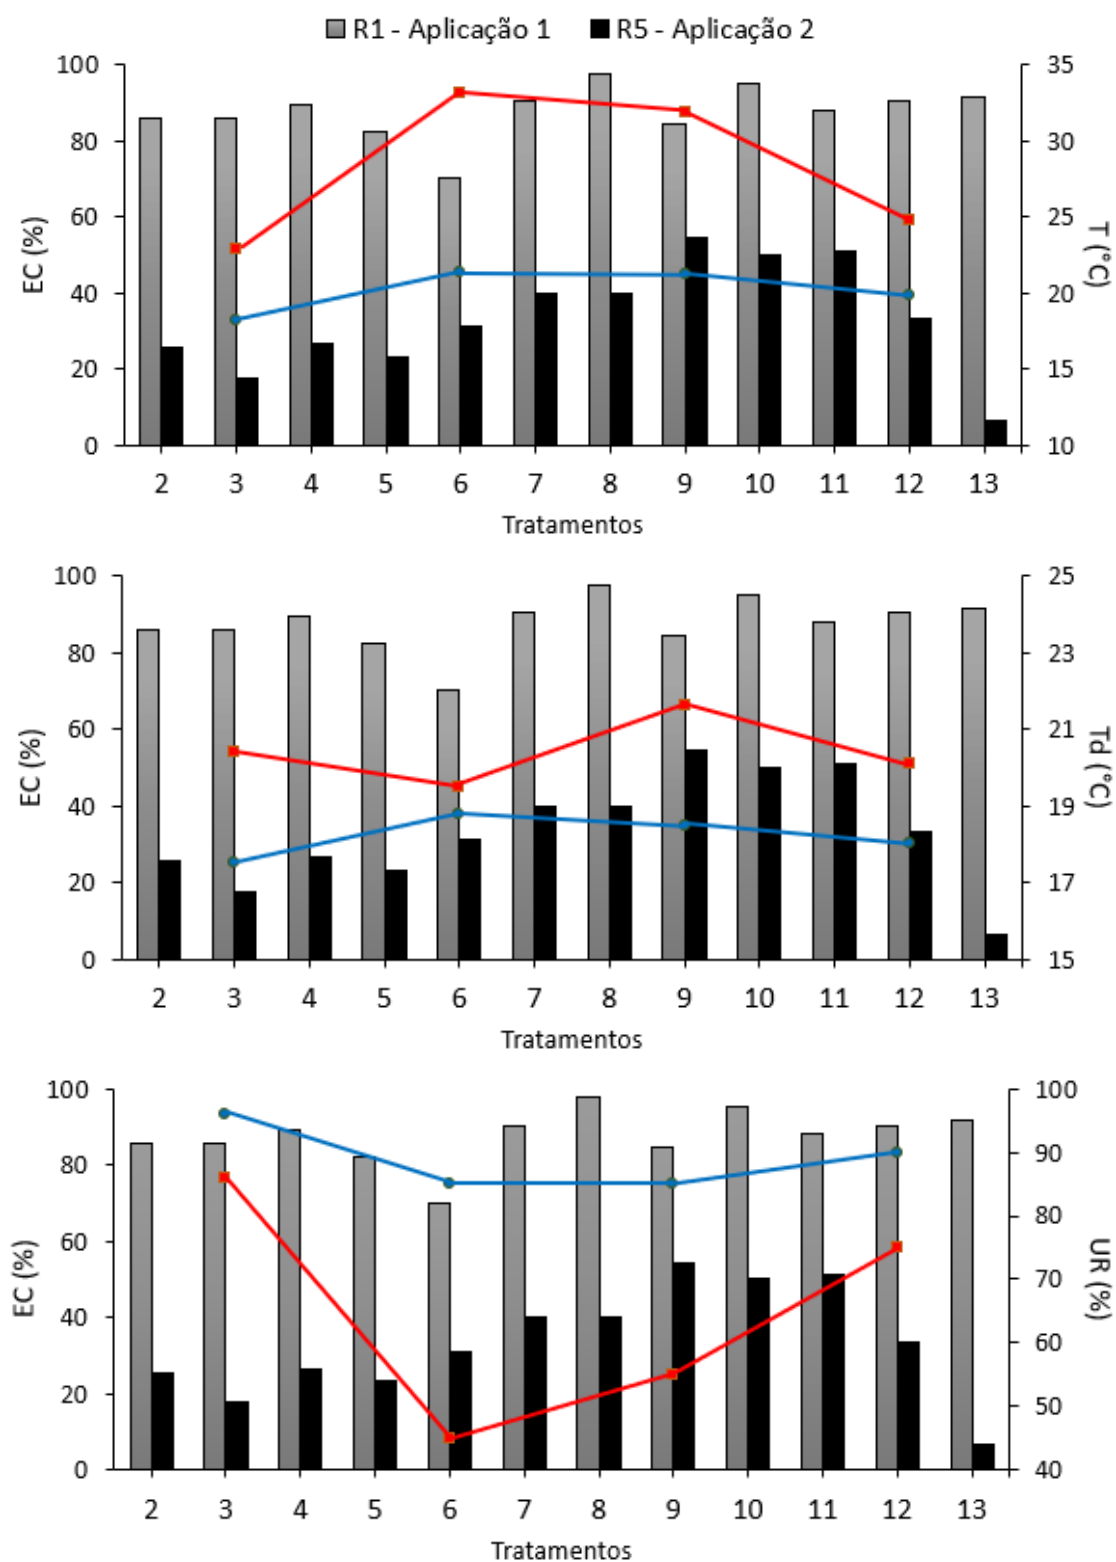 R1 - Aplicação 1 R5 - Aplicação 2
100 35
80 30
60 25
40 20
20 15
0 10
EC (%)
T (°C)
2 3 4 5 6 7 8 9 10 11 12 13
Tratamentos
100 25
80 23
60 21
40 19
20 17
0 15
EC (%)
Td (°C)
2 3 4 5 6 7 8 9 10 11 12 13
Tratamentos
100 100
80 90
60 80
40 70
20 60
0 50
40
EC (%)
UR (%)
2 3 4 5 6 7 8 9 10 11 12 13
Tratamentos